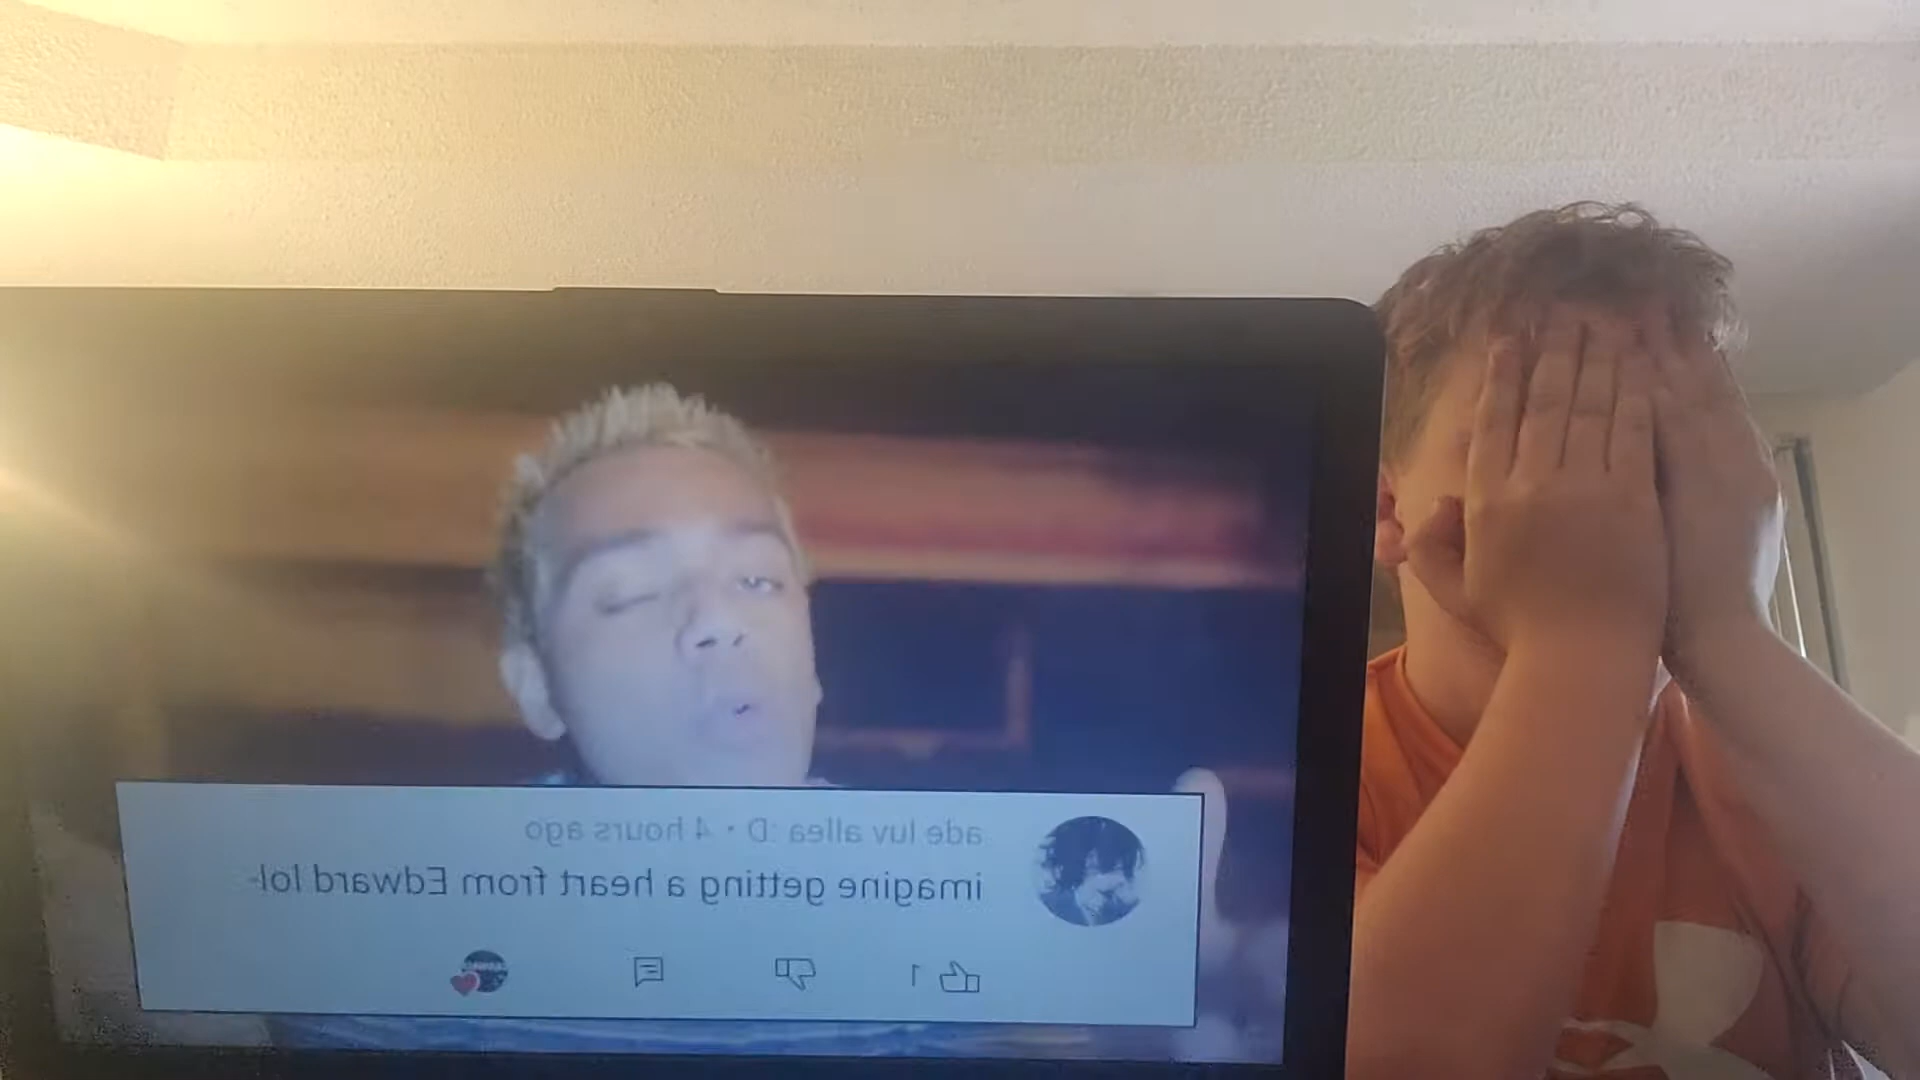 ade luv allea :D • 4 hours ago
imagine getting a heart from Edward lol-
1